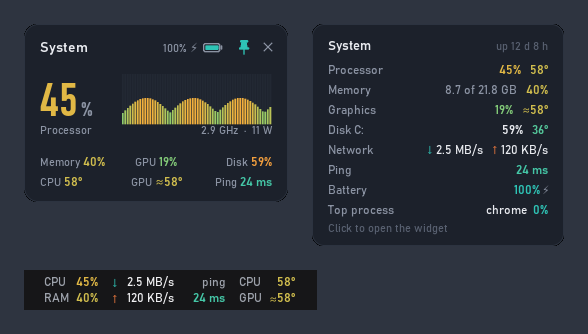 System 100%
45 %
Processor 2.9 GHz · 11 W
Memory 40% GPU 19% Disk 59%
CPU 58° GPU ≈58° Ping 24 ms
System up 12 d 8 h
Processor 45% 58°
Memory 8.7 of 21.8 GB 40%
Graphics 19% ≈58°
Disk C: 59% 36°
Network ↓ 2.5 MB/s ↑ 120 KB/s
Ping 24 ms
Battery 100% ⚡
Top process chrome 0%
Click to open the widget
CPU 45% ↓ 2.5 MB/s ping CPU 58°
RAM 40% ↑ 120 KB/s 24 ms GPU ≈58°